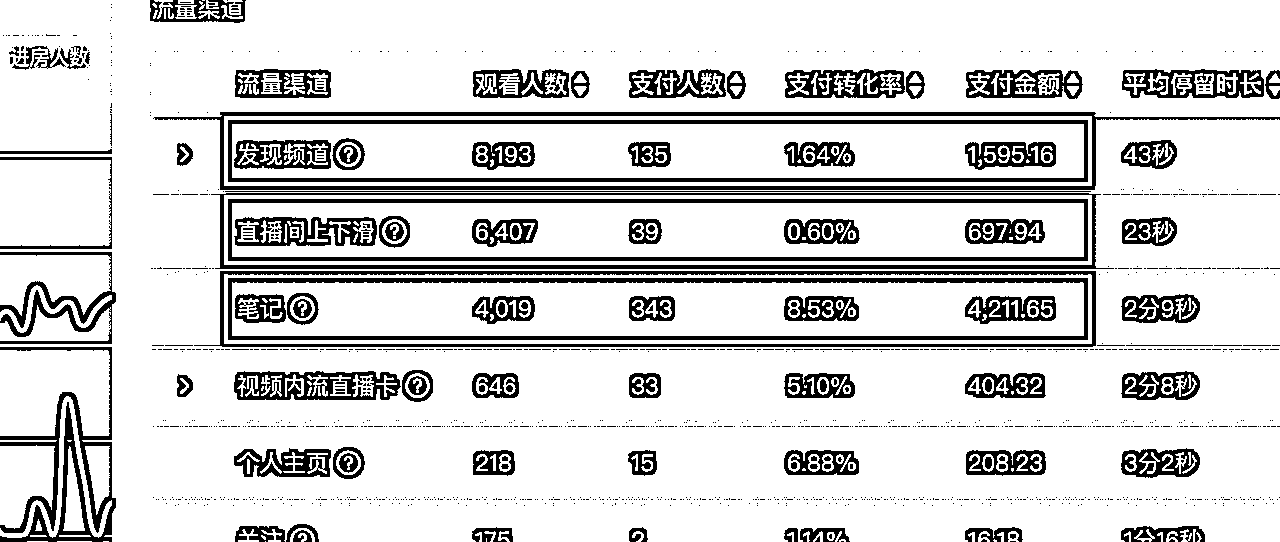 流量渠道
进房人数
流量渠道 观看人数 支付人数 支付转化率 支付金额 平均停留时长
发现频道 ? 8,193 135 1.64% 1,595.16 43秒
直播间上下滑 ? 6,407 39 0.60% 697.94 23秒
笔记 ? 4,019 343 8.53% 4,211.65 2分9秒
视频内流直播卡 ? 646 33 5.10% 404.32 2分8秒
个人主页 ? 218 15 6.88% 208.23 3分2秒
关注 ? 175 2 1.14% 16.18 1分16秒